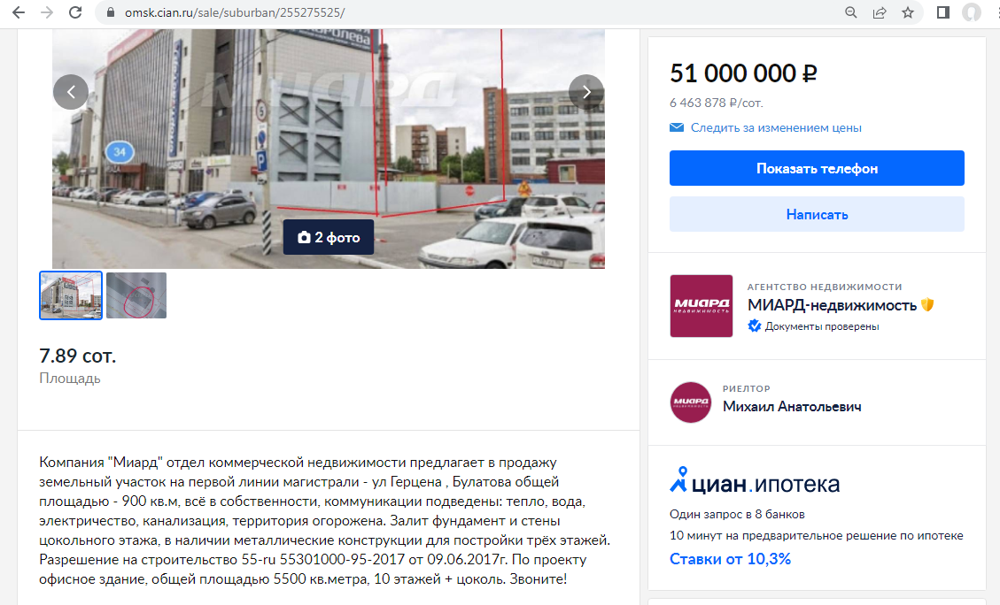 omsk.cian.ru/sale/suburban/255275525/
Королева
МИАРД
5
P
34
2 фото
7.89 сот.
Площадь
Компания "Миард" отдел коммерческой недвижимости предлагает в продажу
земельный участок на первой линии магистрали - ул Герцена , Булатова общей
площадью - 900 кв.м, всё в собственности, коммуникации подведены: тепло, вода,
электричество, канализация, территория огорожена. Залит фундамент и стены
цокольного этажа, в наличии металлические конструкции для постройки трёх этажей.
Разрешение на строительство 55-ru 55301000-95-2017 от 09.06.2017г. По проекту
офисное здание, общей площадью 5500 кв.метра, 10 этажей + цоколь. Звоните!
51 000 000 ₽
6 463 878 ₽/сот.
Следить за изменением цены
Показать телефон
Написать
МИАРД
НЕДВИЖИМОСТЬ
АГЕНТСТВО НЕДВИЖИМОСТИ
МИАРД-недвижимость
Документы проверены
МИАРД
НЕДВИЖИМОСТЬ
РИЕЛТОР
Михаил Анатольевич
циан.ипотека
Один запрос в 8 банков
10 минут на предварительное решение по ипотеке
Ставки от 10,3%